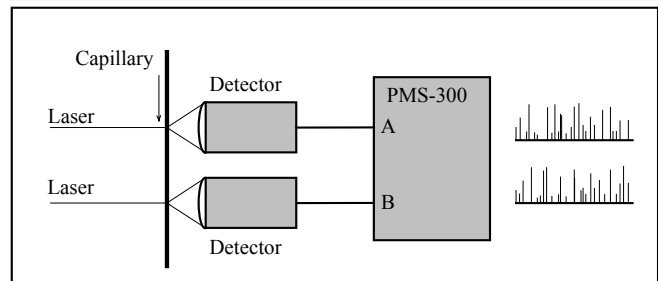 Capillary
Detector
PMS-300
Laser
A
Laser
B
Detector